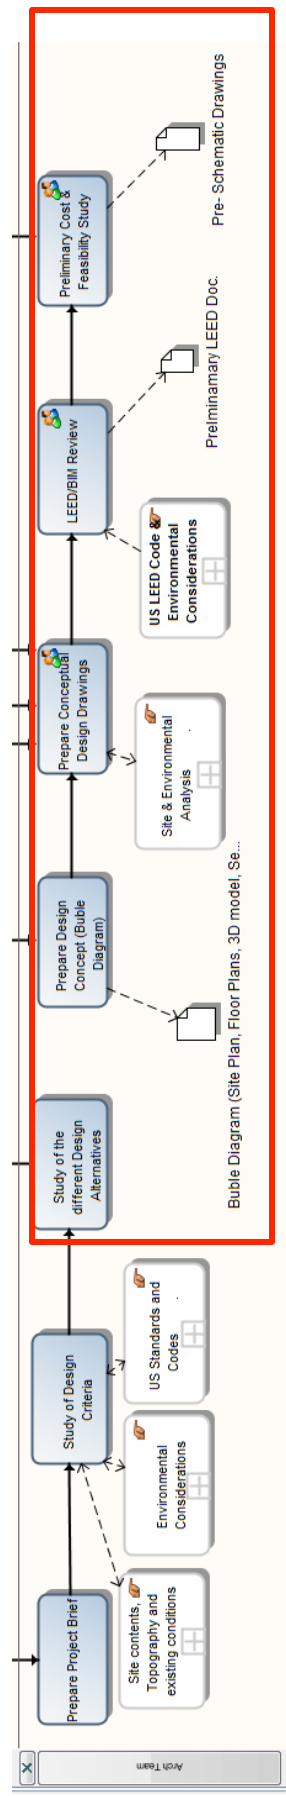 Arch Team
Prepare Project Brief
Site contents,
Topography and
existing conditions
Study of Design
Criteria
Environmental
Considerations
US Standards and
Codes
Study of the
different Design
Alternatives
Prepare Design
Concept (Buble
Diagram)
Buble Diagram (Site Plan, Floor Plans, 3D model, Se...
Prepare Conceptual
Design Drawings
Site & Environmental
Analysis
LEED/BIM Review
US LEED Code &
Environmental
Considerations
Prelminamary LEED Doc.
Preliminary Cost &
Feasibility Study
Pre- Schematic Drawings